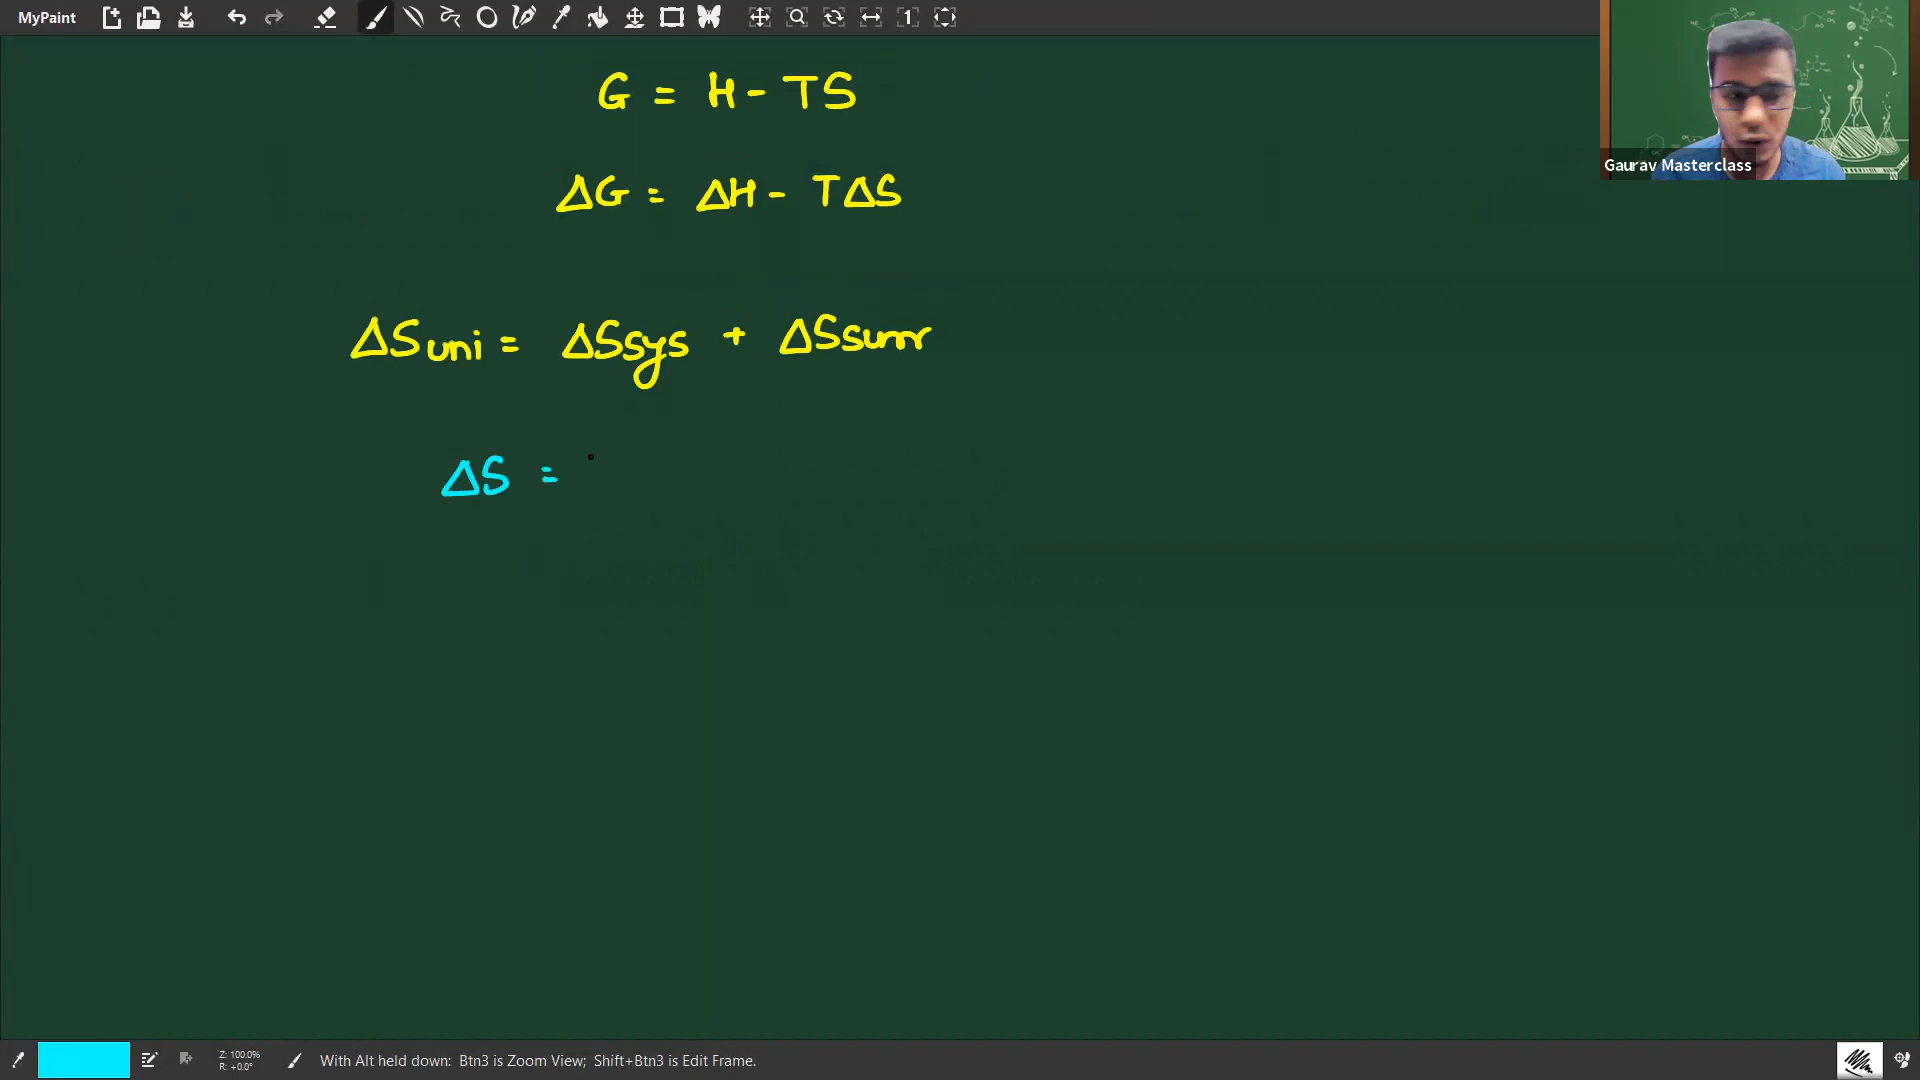 MyPaint
G = H - TS
ΔG = ΔH - TΔS
Gaurav Masterclass
ΔSuni = ΔSsys + ΔSsurr
ΔS =
Z: 100.0%
R: +0.0°
With Alt held down: Btn3 is Zoom View; Shift+Btn3 is Edit Frame.